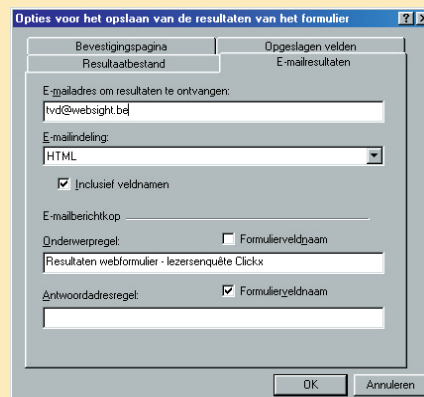 Opties voor het opslaan van de resultaten van het formulier
Bevestigingspagina
Opgeslagen velden
Resultaatbestand
E-mailresultaten
E-mailadres om resultaten te ontvangen:
tvd@websight.be
E-mailindeling:
HTML
Inclusief veldnamen
E-mailberichtkop
Onderwerpregel:
Formulierveldnaam
Resultaten webformulier - lezersenquête Clickx
Antwoordadresregel:
Formulierveldnaam
OK
Annuleren